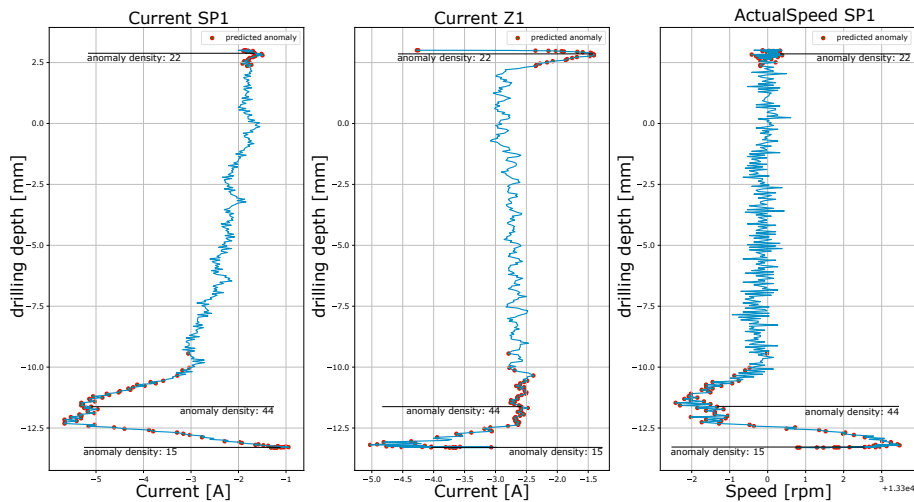 Current SP1
predicted anomaly
anomaly density: 22
2.5
0.0
−2.5
−5.0
−7.5
−10.0
−12.5
drilling depth [mm]
anomaly density: 44
anomaly density: 15
−5 −4 −3 −2 −1
Current [A]
Current Z1
predicted anomaly
anomaly density: 22
2.5
0.0
−2.5
−5.0
−7.5
−10.0
−12.5
drilling depth [mm]
anomaly density: 44
anomaly density: 15
−5.0 −4.5 −4.0 −3.5 −3.0 −2.5 −2.0 −1.5
Current [A]
ActualSpeed SP1
predicted anomaly
anomaly density: 22
2.5
0.0
−2.5
−5.0
−7.5
−10.0
−12.5
drilling depth [mm]
anomaly density: 44
anomaly density: 15
−2 −1 0 1 2 3
Speed [rpm]
+1.33e4